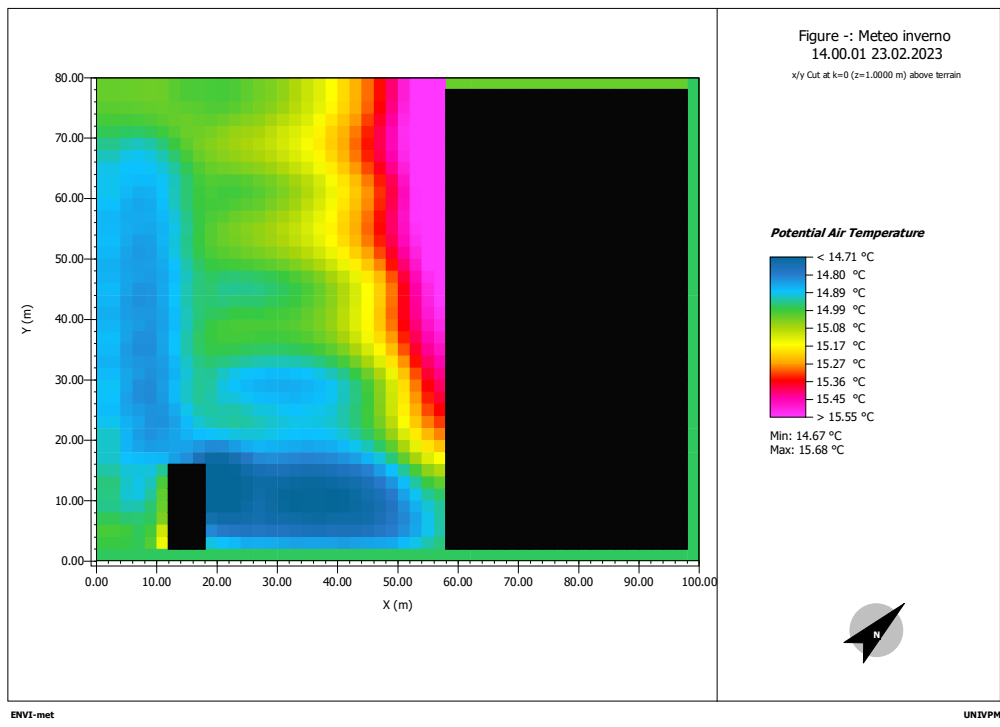 Figure -: Meteo inverno
14.00.01 23.02.2023
x/y Cut at k=0 (z=1.0000 m) above terrain
80.00
70.00
60.00
50.00
40.00
30.00
20.00
10.00
0.00
Y (m)
0.00 10.00 20.00 30.00 40.00 50.00 60.00 70.00 80.00 90.00 100.00
X (m)
Potential Air Temperature
< 14.71 °C
14.80 °C
14.89 °C
14.99 °C
15.08 °C
15.17 °C
15.27 °C
15.36 °C
15.45 °C
> 15.55 °C
Min: 14.67 °C
Max: 15.68 °C
N
ENVI-met
UNIVPM